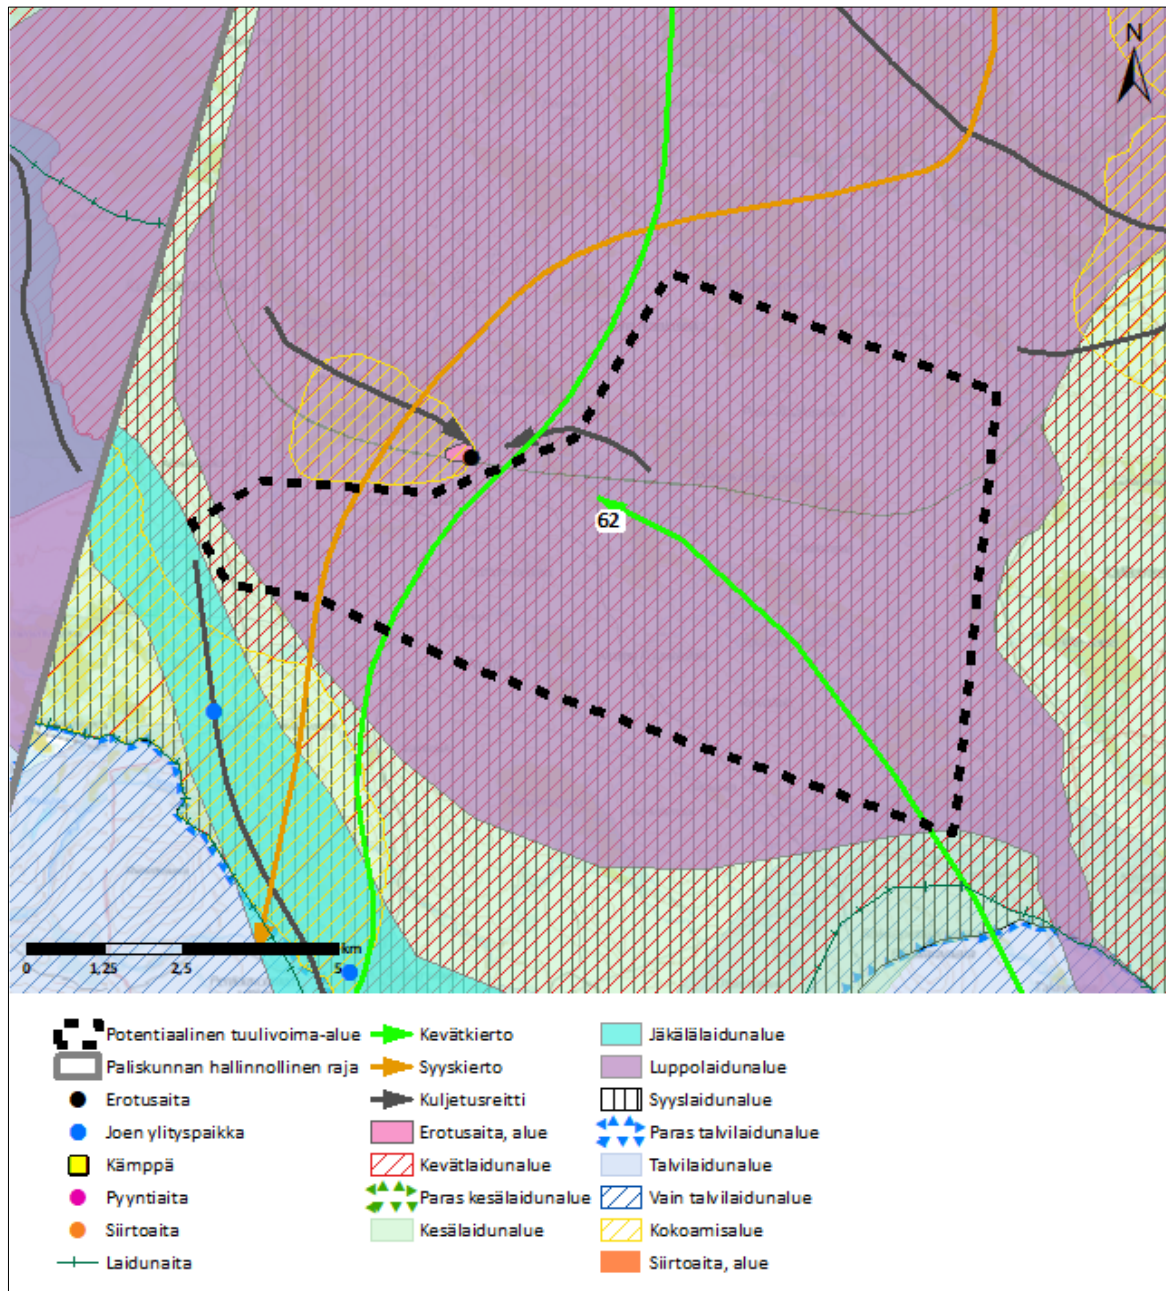 N
62
km
0 1,25 2,5 5
Potentiaalinen tuulivoima-alue
Paliskunnan hallinnollinen raja
Erotusaita
Joen ylityspaikka
Kämppä
Pyyntiaita
Siirtoaita
Laidunaita
Kevätkierto
Syyskierto
Kuljetusreitti
Erotusaita, alue
Kevätlaidunalue
Paras kesälaidunalue
Kesälaidunalue
Jäkälälaidunalue
Luppolaidunalue
Syyslaidunalue
Paras talvilaidunalue
Talvilaidunalue
Vain talvilaidunalue
Kokoamisalue
Siirtoaita, alue